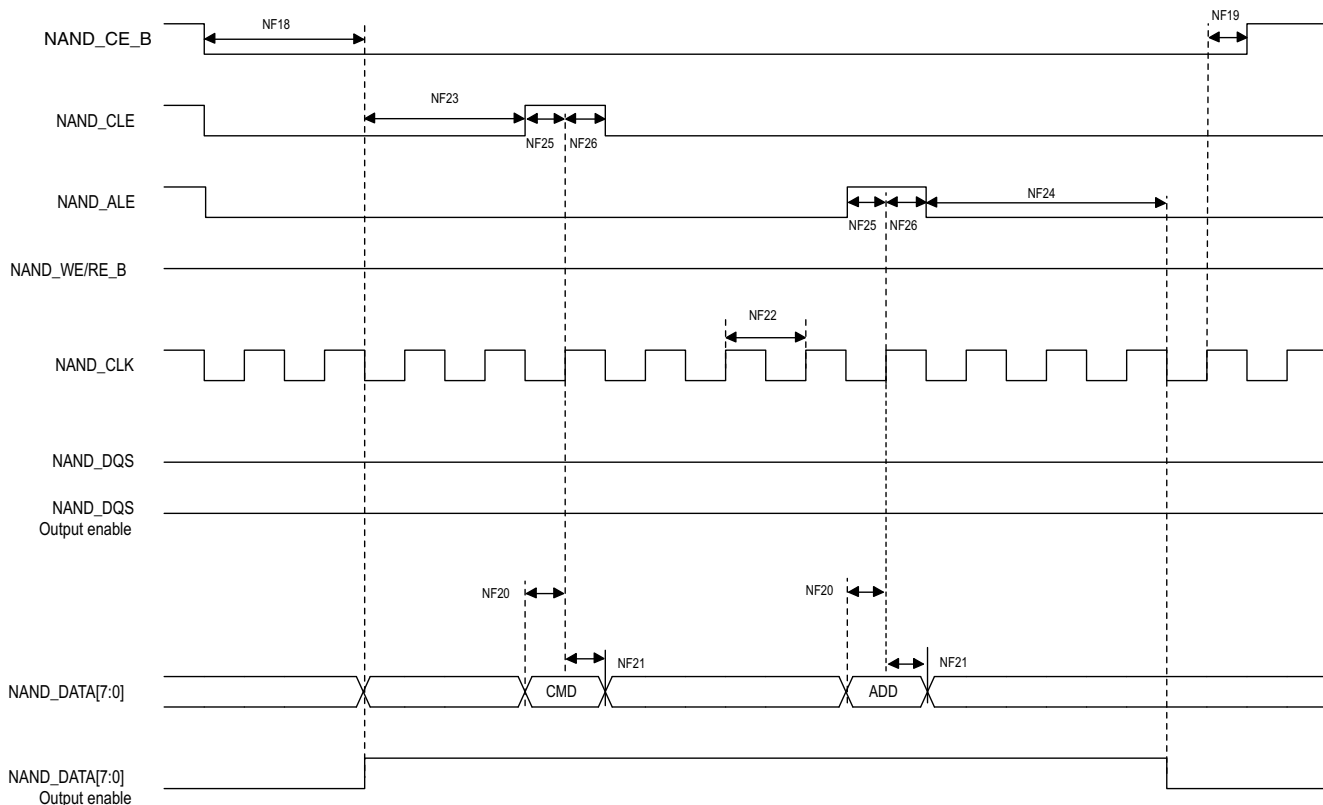 NF18
NF19
NAND_CE_B
NF23
NAND_CLE
NF25 NF26
NAND_ALE
NF24
NF25 NF26
NAND_WE/RE_B
NF22
NAND_CLK
NAND_DQS
NAND_DQS
Output enable
NF20
NF20
NF21
NF21
NAND_DATA[7:0]
CMD
ADD
NAND_DATA[7:0]
Output enable